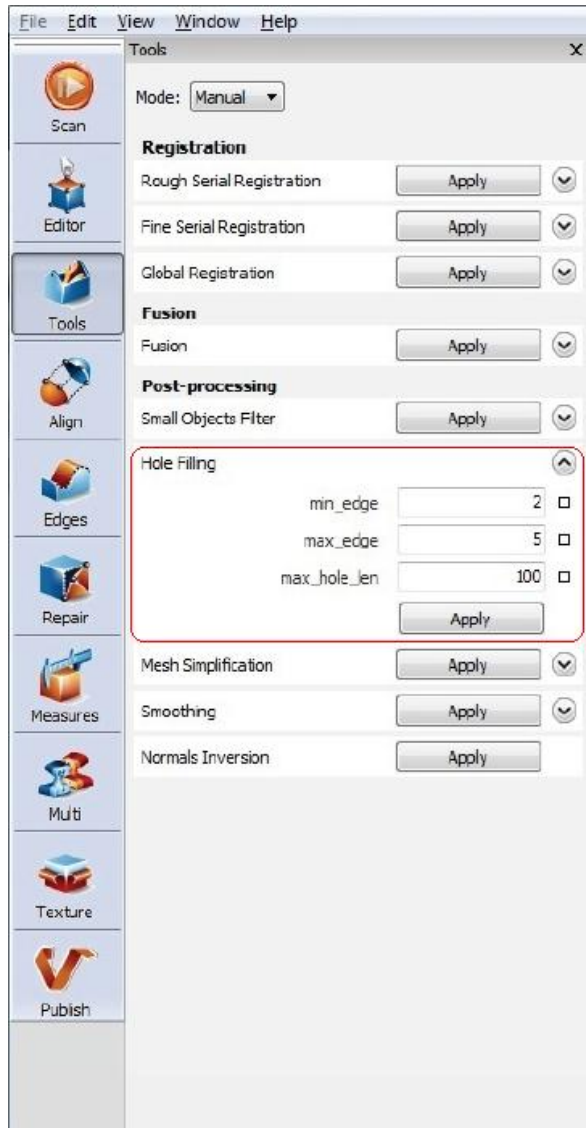 File Edit View Window Help
Tools x
Mode: Manual
Scan
Registration
Rough Serial Registration Apply
Editor
Fine Serial Registration Apply
Global Registration Apply
Tools
Fusion
Fusion Apply
Post-processing
Align
Small Objects Filter Apply
Hole Filling
min_edge 2
Edges
max_edge 5
max_hole_len 100
Repair
Apply
Mesh Simplification Apply
Measures
Smoothing Apply
Normals Inversion Apply
Multi
Texture
Publish